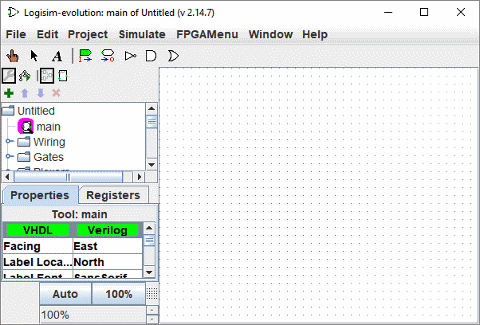 Logisim-evolution: main of Untitled (v 2.14.7)
File Edit Project Simulate FPGAMenu Window Help
A
Untitled
main
Wiring
Gates
Properties Registers
Tool: main
VHDL Verilog
Facing East
Label Loca... North
Label Font SansSerif
Auto 100%
100%